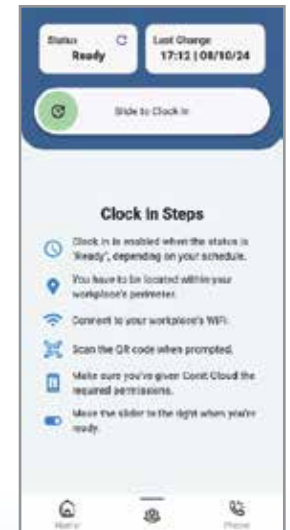 Status
Ready
Last Change
17:12 | 08/10/24
Slide to Clock In
Clock In Steps
Clock in is enabled when the status is
'Ready', depending on your schedule.
You have to be located within your
workplace's perimeter.
Connect to your workplace's WiFi.
Scan the QR code when prompted.
Make sure you've given Comit Cloud the
required permissions.
Move the slider to the right when you're
ready.
Home
Phone